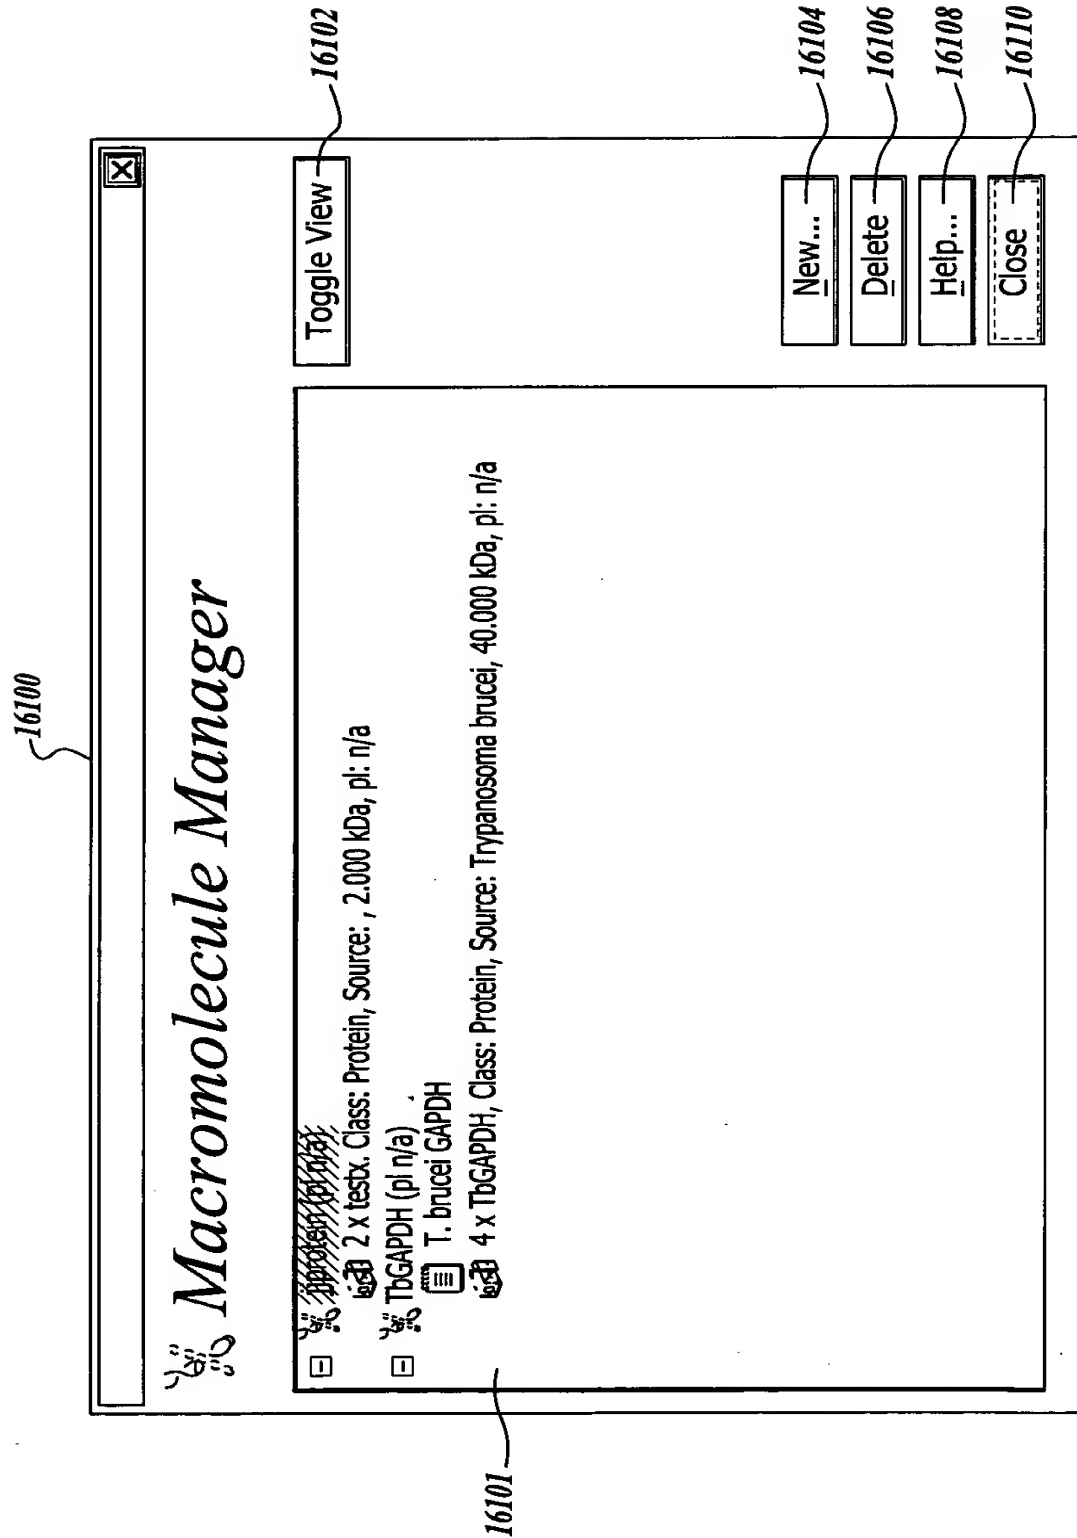 16100
Macromolecule Manager
Toggle View
16102
jjprotein (pI n/a)
2 x testx. Class: Protein, Source: , 2.000 kDa, pI: n/a
TbGAPDH (pI n/a)
T. brucei GAPDH
4 x TbGAPDH, Class: Protein, Source: Trypanosoma brucei, 40.000 kDa, pI: n/a
16101
New...
16104
Delete
16106
Help...
16108
Close
16110